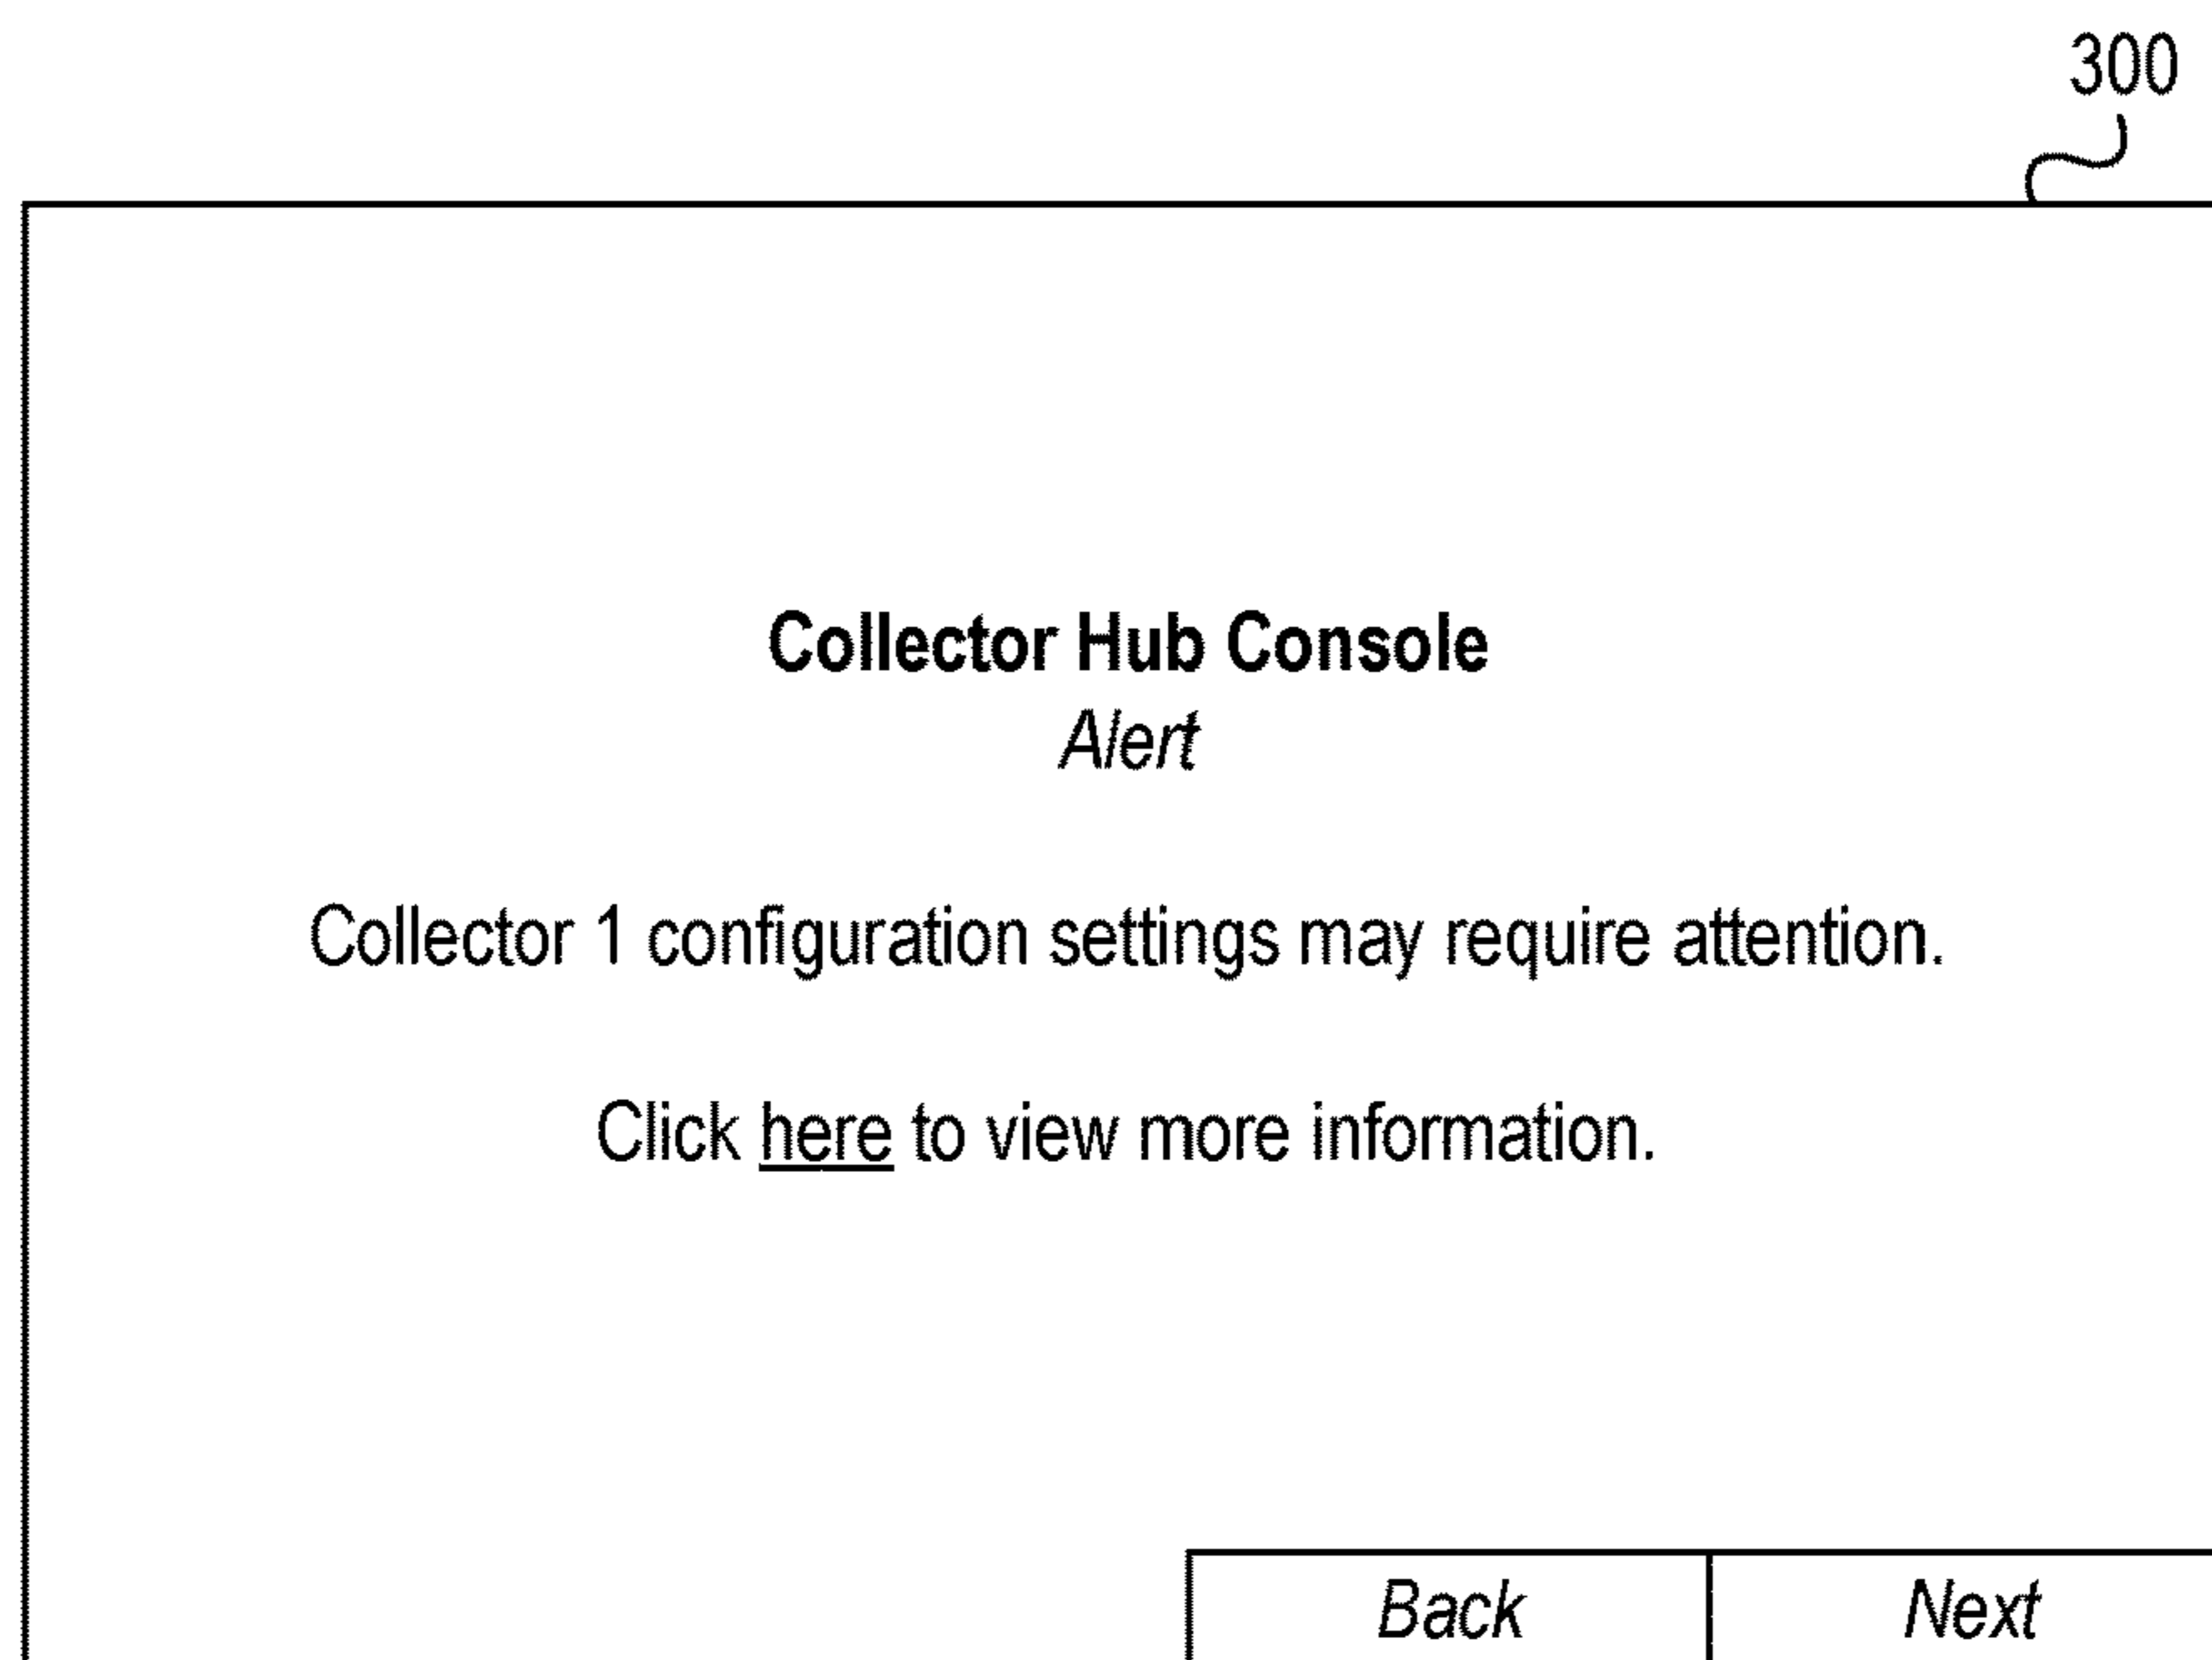 300
Collector Hub Console
Alert
Collector 1 configuration settings may require attention.
Click here to view more information.
Back Next